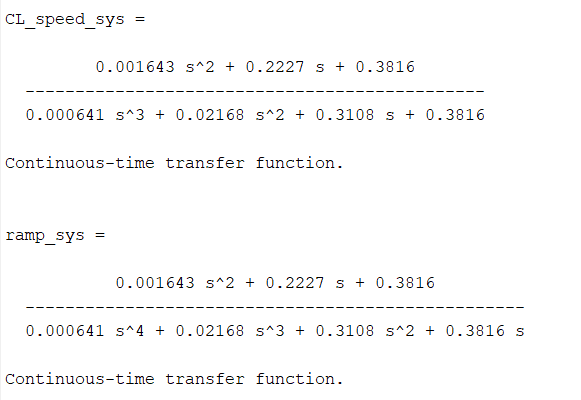 CL_speed_sys =
0.001643 s^2 + 0.2227 s + 0.3816
----------------------------------------------
0.000641 s^3 + 0.02168 s^2 + 0.3108 s + 0.3816
Continuous-time transfer function.
ramp_sys =
0.001643 s^2 + 0.2227 s + 0.3816
--------------------------------------------------
0.000641 s^4 + 0.02168 s^3 + 0.3108 s^2 + 0.3816 s
Continuous-time transfer function.